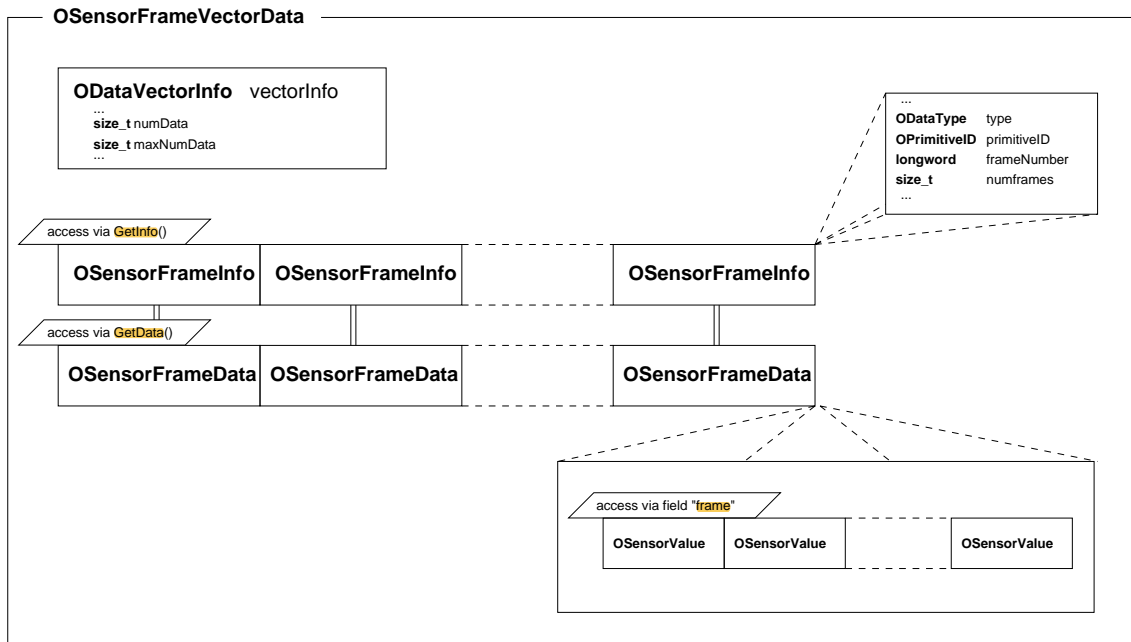 OSensorFrameVectorData
ODataVectorInfo vectorInfo
...
size_t numData
size_t maxNumData
...
...
ODataType type
OPrimitiveID primitiveID
longword frameNumber
size_t numframes
...
access via GetInfo()
OSensorFrameInfo OSensorFrameInfo OSensorFrameInfo
access via GetData()
OSensorFrameData OSensorFrameData OSensorFrameData
access via field "frame"
OSensorValue OSensorValue OSensorValue